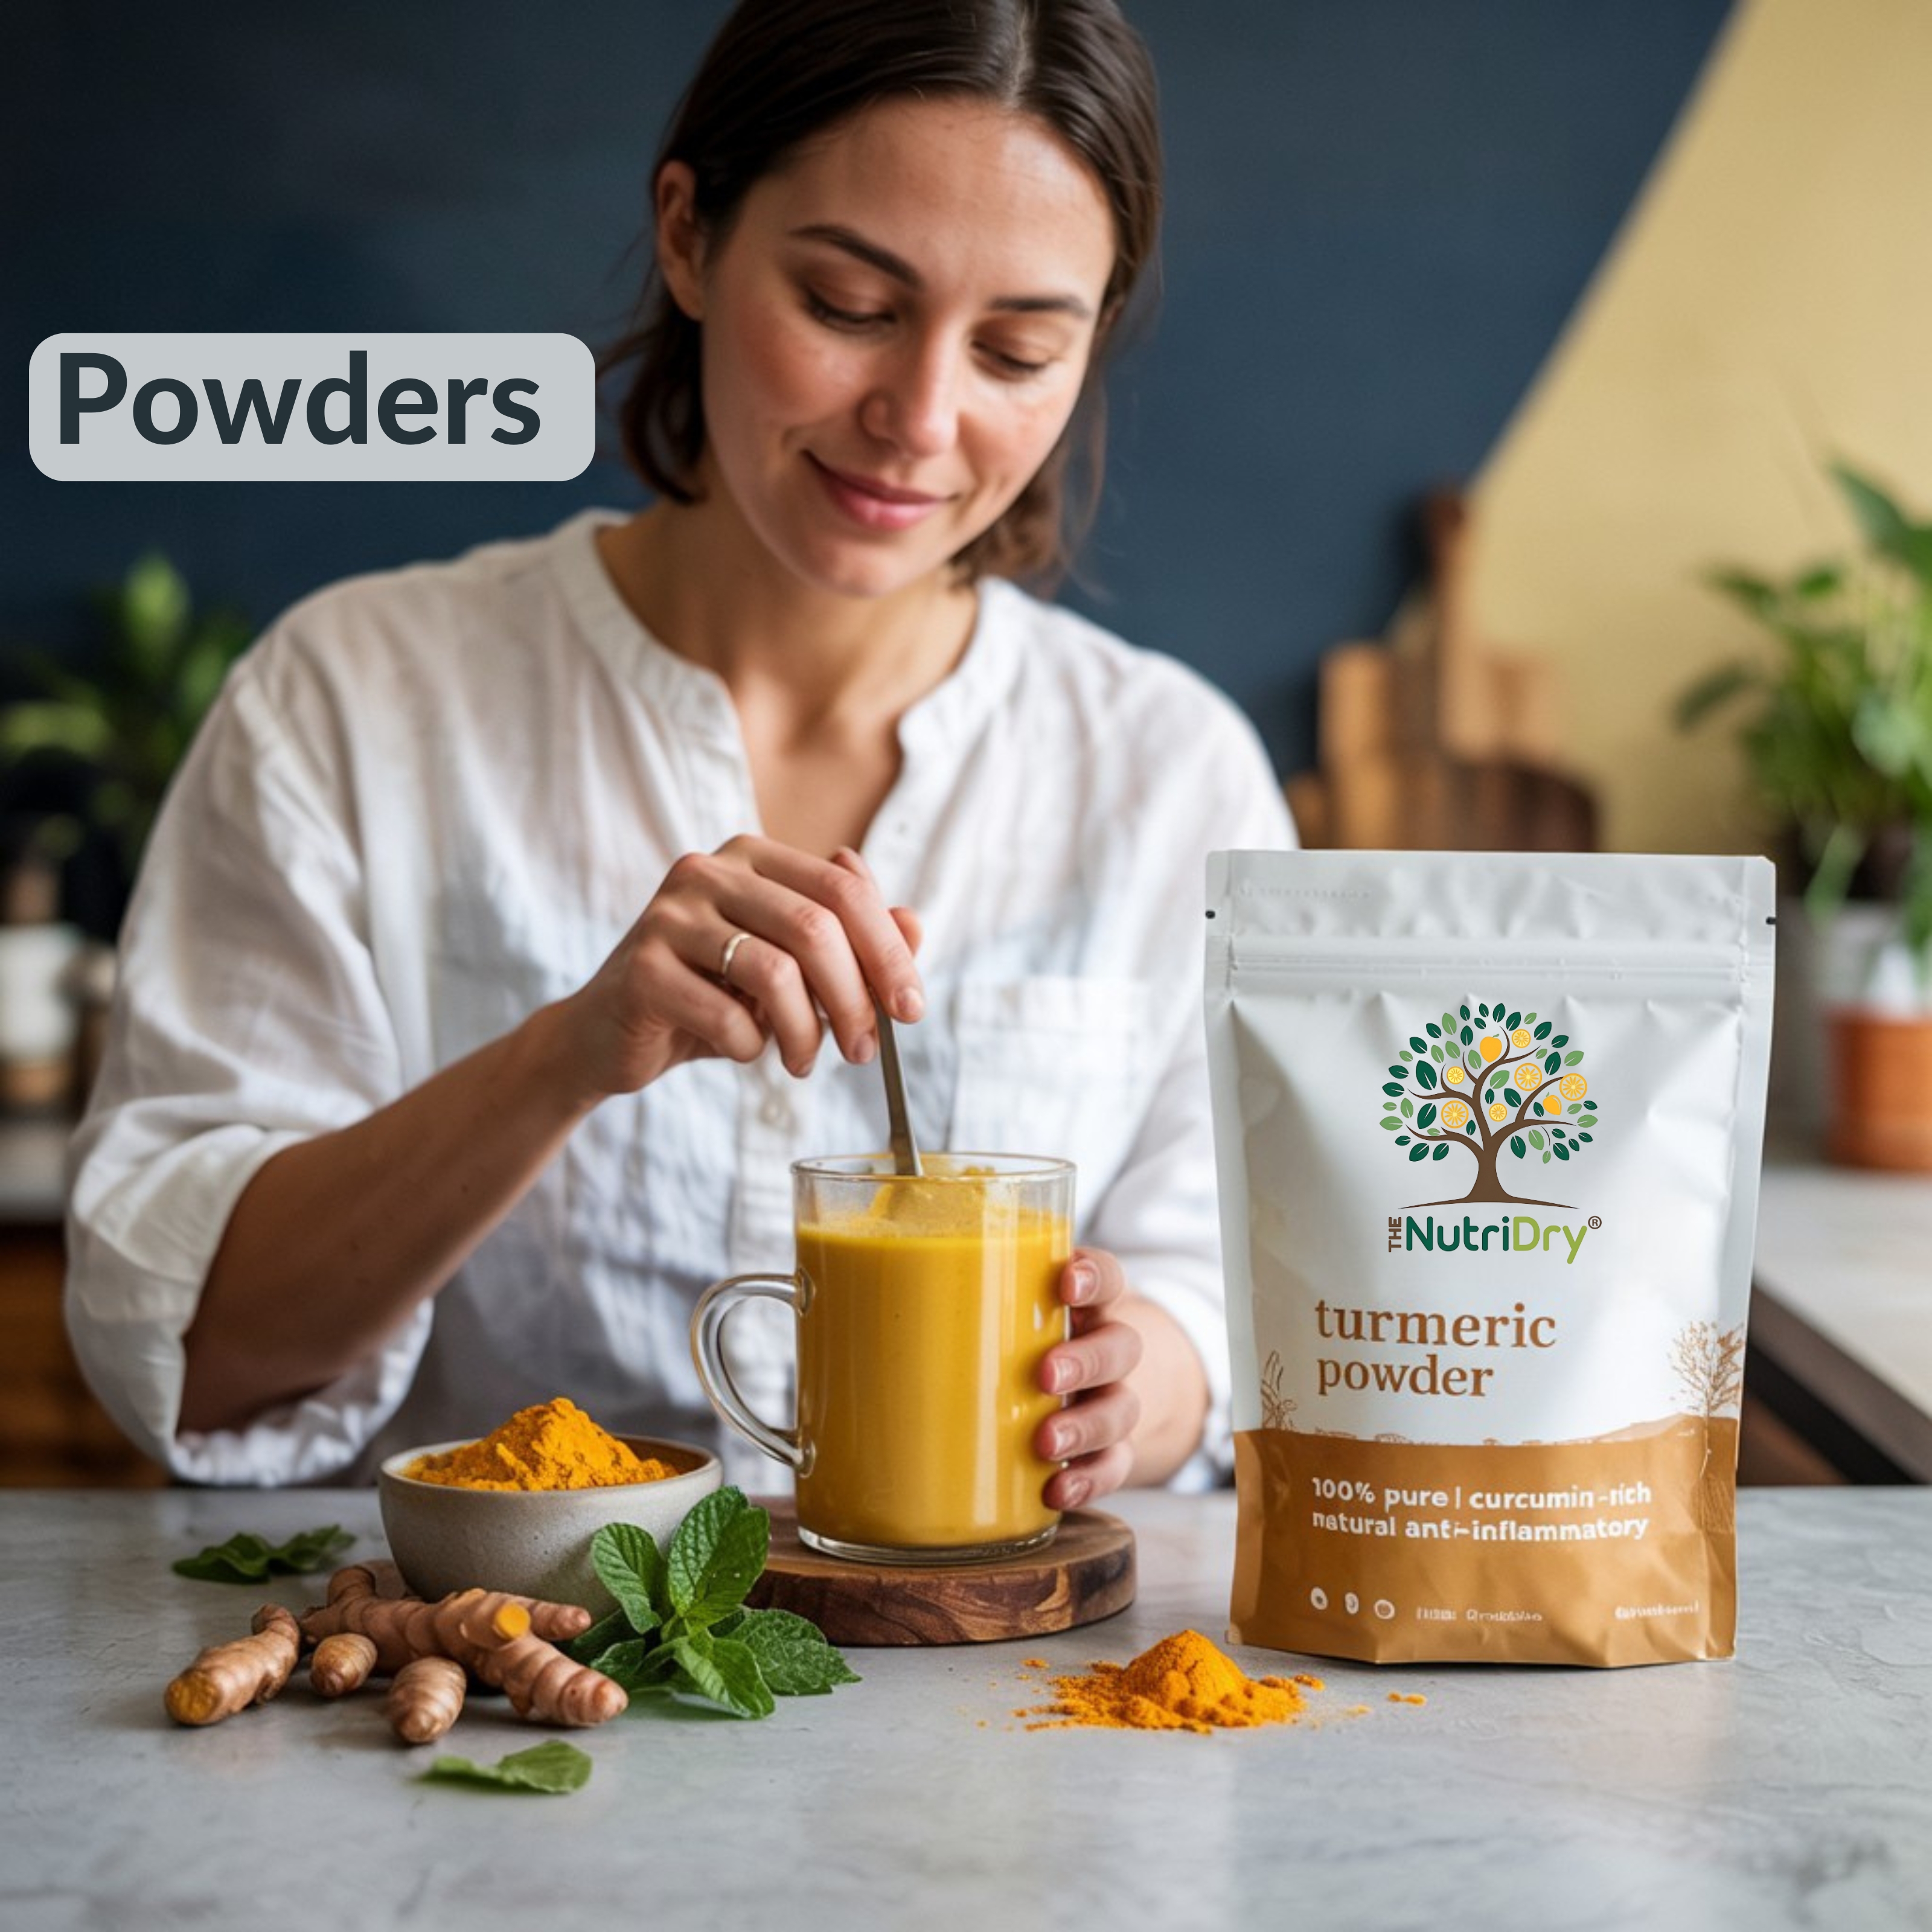 Powders
THE NutriDry®
turmeric
powder
100% pure | curcumin-rich
natural anti-inflammatory